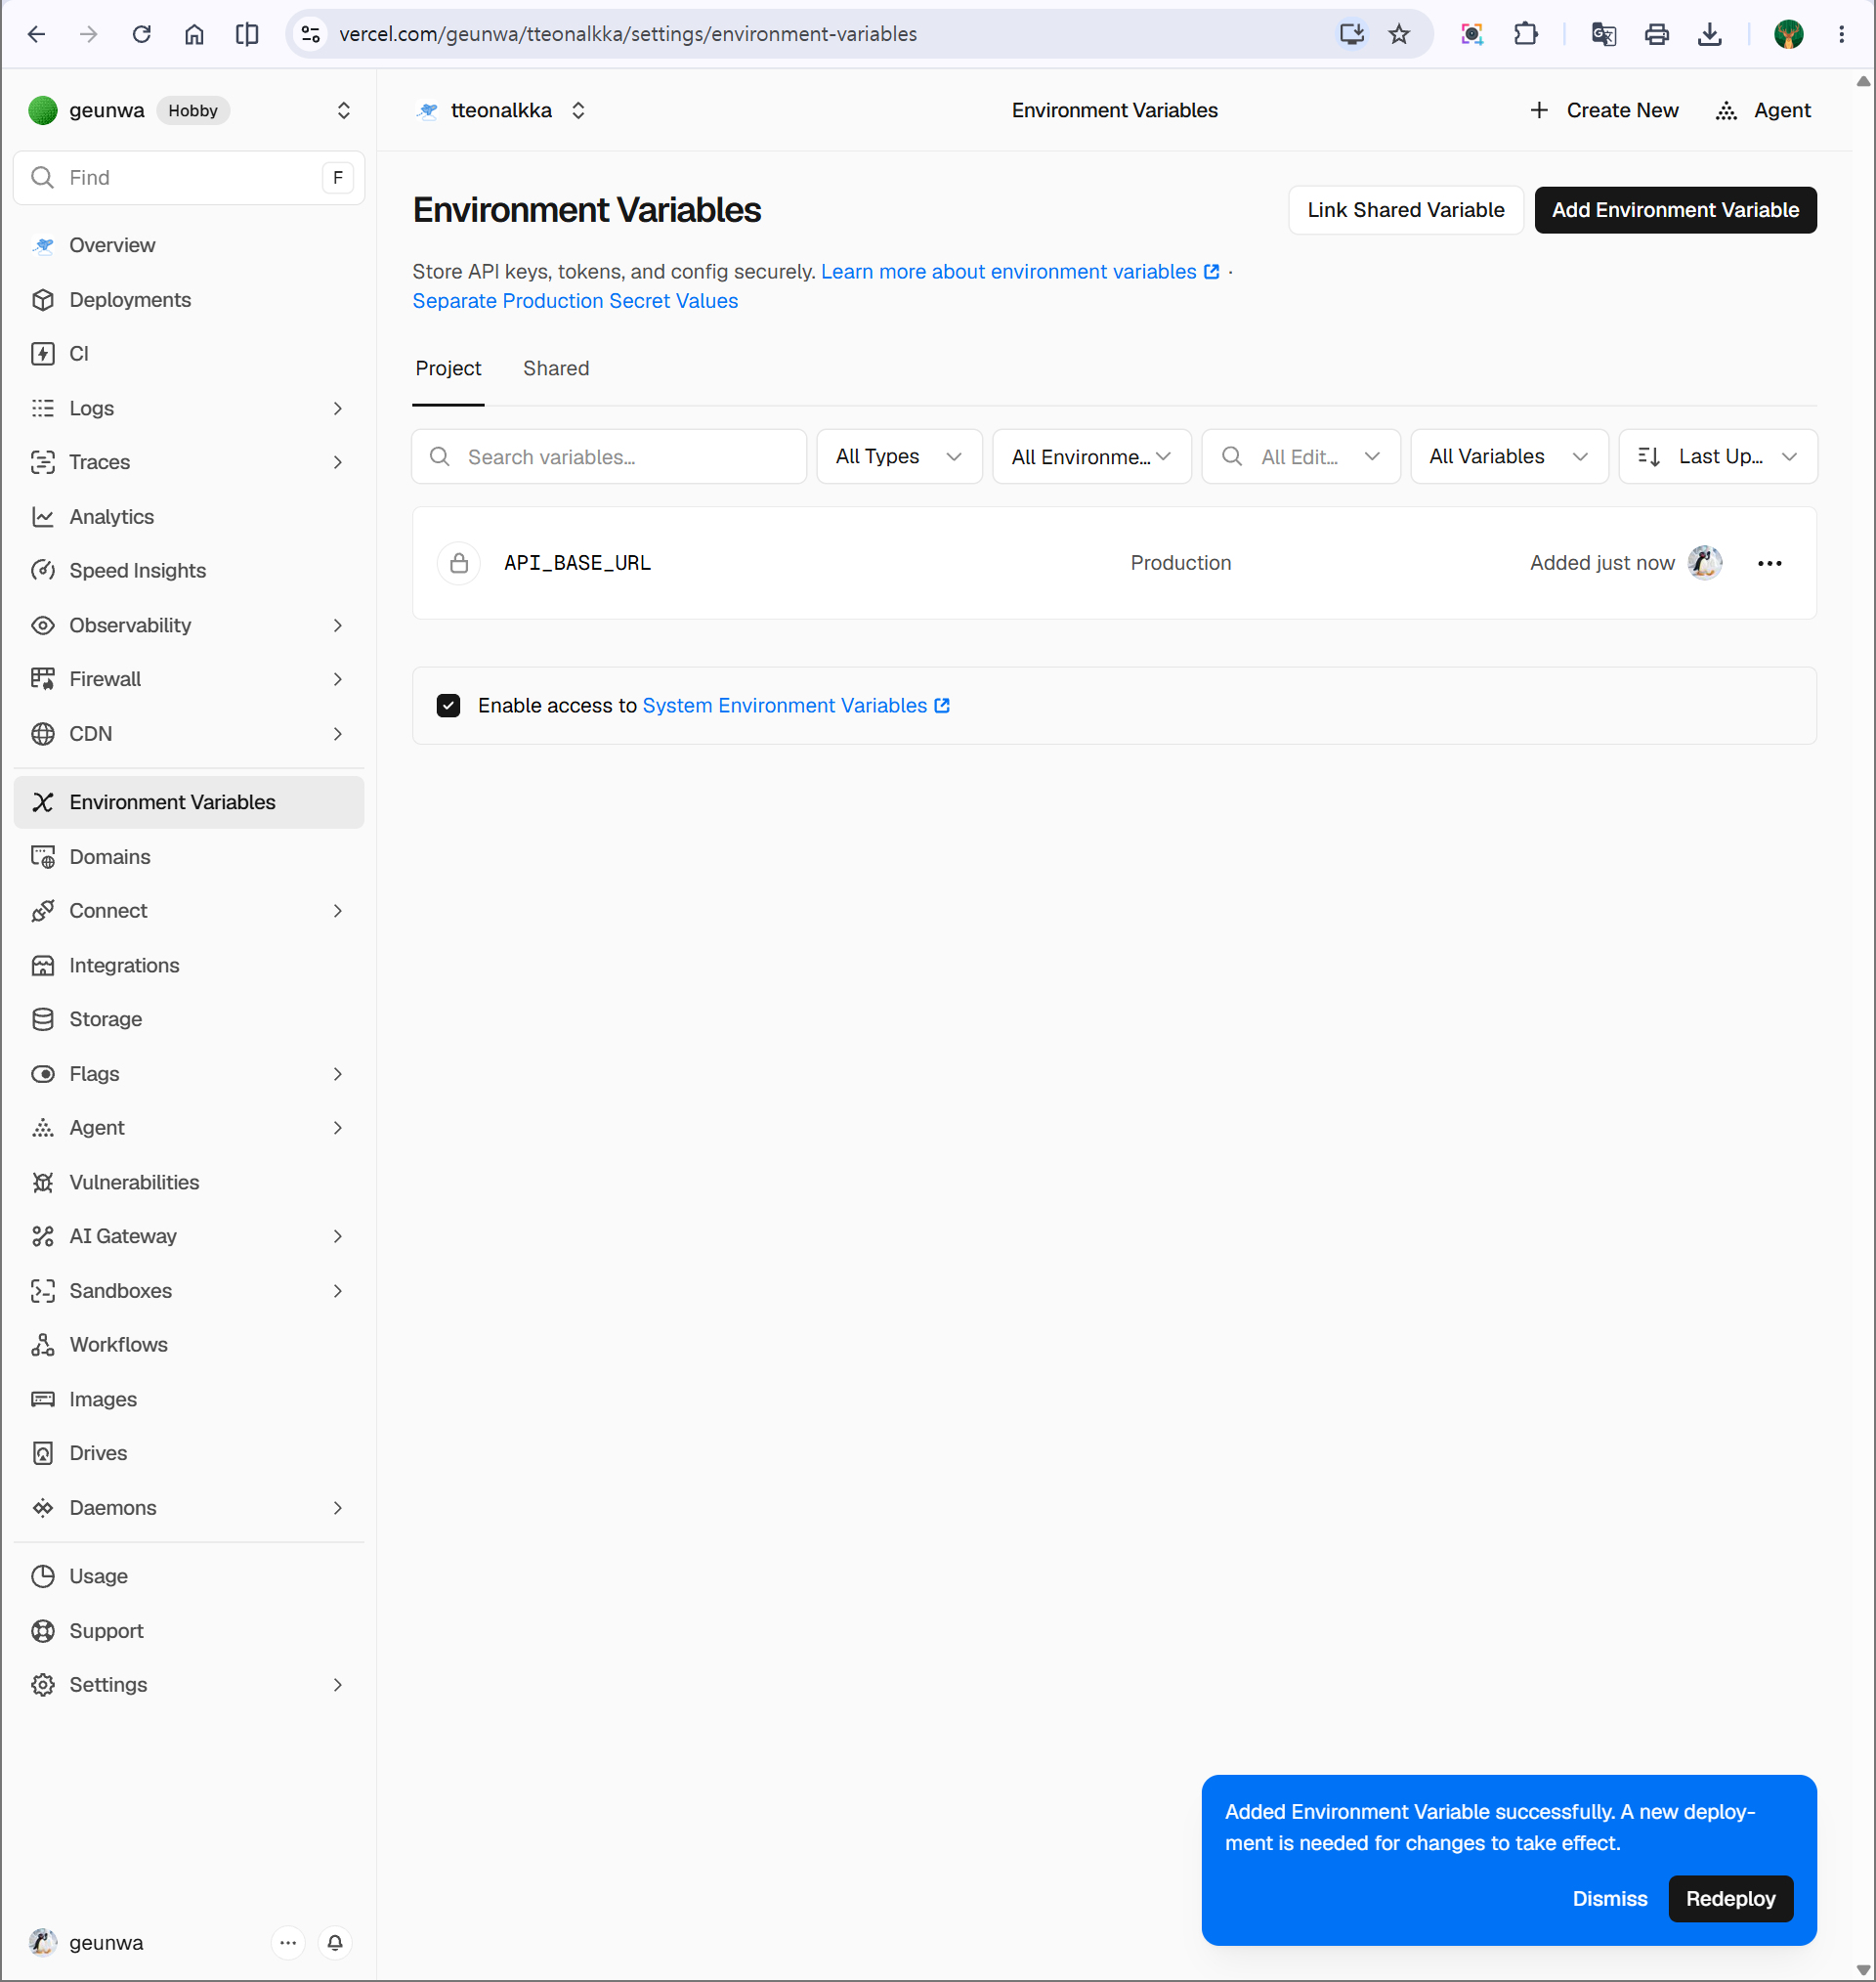 vercel.com/geunwa/tteonalkka/settings/environment-variables
geunwa Hobby
Find F
Overview
Deployments
CI
Logs
Traces
Analytics
Speed Insights
Observability
Firewall
CDN
Environment Variables
Domains
Connect
Integrations
Storage
Flags
Agent
Vulnerabilities
AI Gateway
Sandboxes
Workflows
Images
Drives
Daemons
Usage
Support
Settings
geunwa
tteonalkka Environment Variables Create New Agent
Environment Variables Link Shared Variable Add Environment Variable
Store API keys, tokens, and config securely. Learn more about environment variables ·
Separate Production Secret Values
Project Shared
Search variables... All Types All Environme... All Edit... All Variables Last Up...
API_BASE_URL Production Added just now
Enable access to System Environment Variables
Added Environment Variable successfully. A new deploy-
ment is needed for changes to take effect.
Dismiss Redeploy